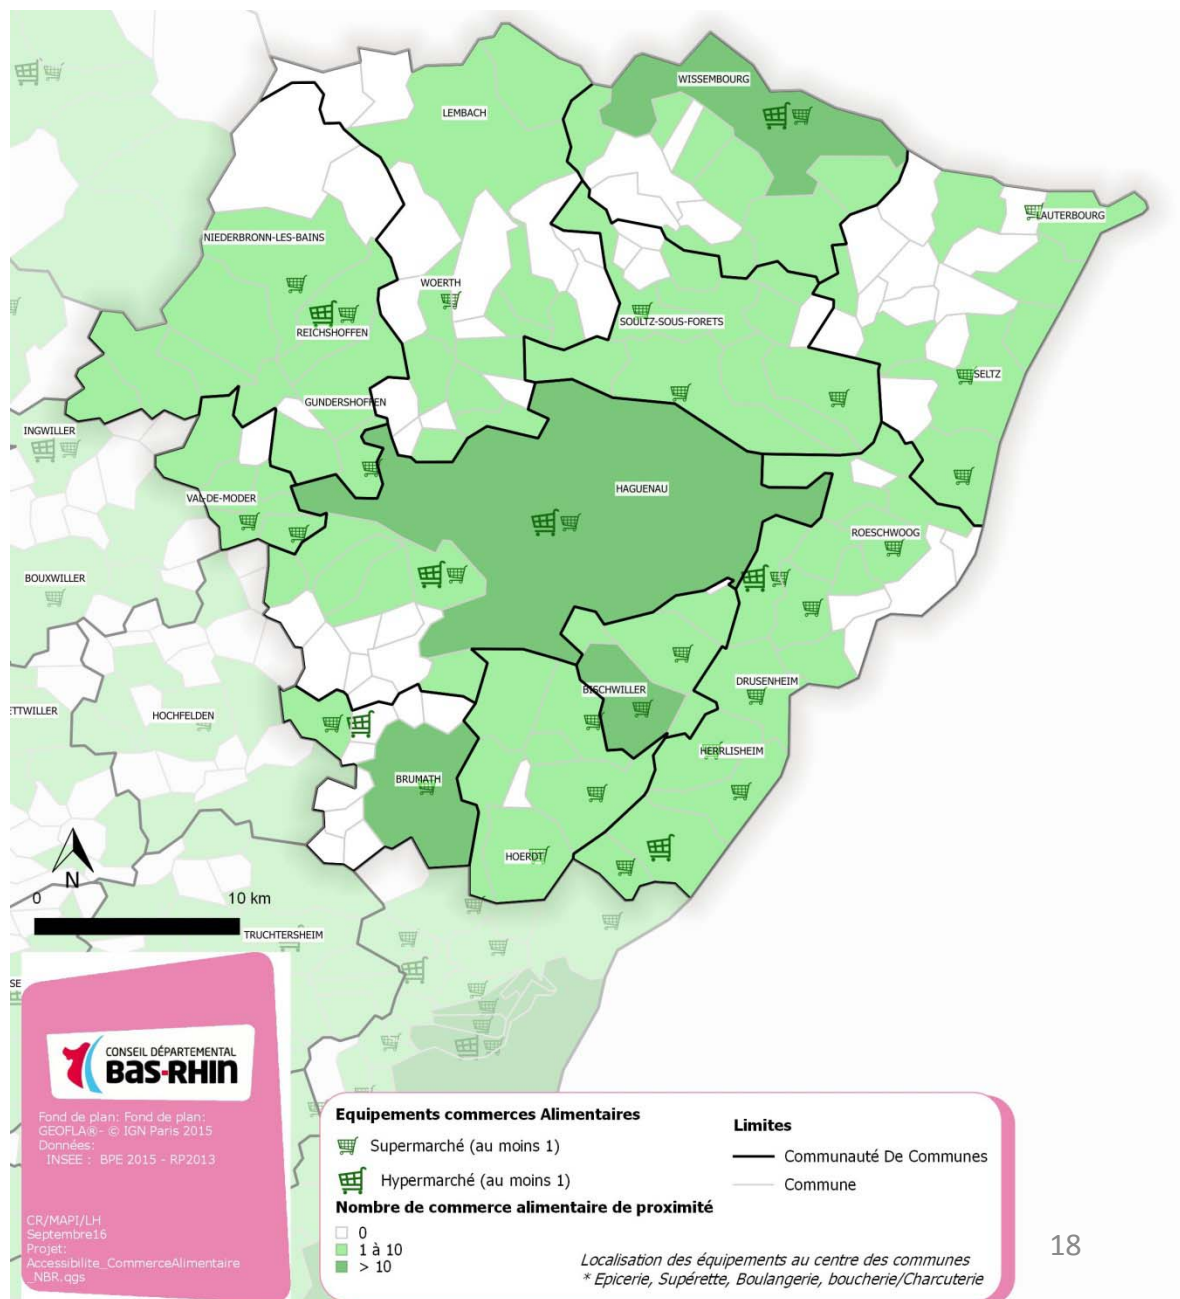 WISSEMBOURG
LEMBACH
LAUTERBOURG
NIEDERBRONN-LES-BAINS
WOERTH
SOULTZ-SOUS-FORETS
REICHSHOFFEN
SELTZ
GUNDERSHOFFEN
INGWILLER
HAGUENAU
VAL-DE-MODER
ROESCHWOOG
BOUXWILLER
DRUSENHEIM
BISCHWILLER
ETTWILLER
HOCHFELDEN
HERRLISHEIM
BRUMATH
HOERDT
N
0 10 km
TRUCHTERSHEIM
SE
CONSEIL DÉPARTEMENTAL
BAS-RHIN
Fond de plan: Fond de plan:
GEOFLA®- © IGN Paris 2015
Données:
INSEE : BPE 2015 - RP2013
CR/MAPI/LH
Septembre16
Projet:
Accessibilite_CommerceAlimentaire
_NBR.qgs
Equipements commerces Alimentaires
Supermarché (au moins 1)
Hypermarché (au moins 1)
Nombre de commerce alimentaire de proximité
0
1 à 10
> 10
Limites
Communauté De Communes
Commune
Localisation des équipements au centre des communes
* Epicerie, Supérette, Boulangerie, boucherie/Charcuterie
18